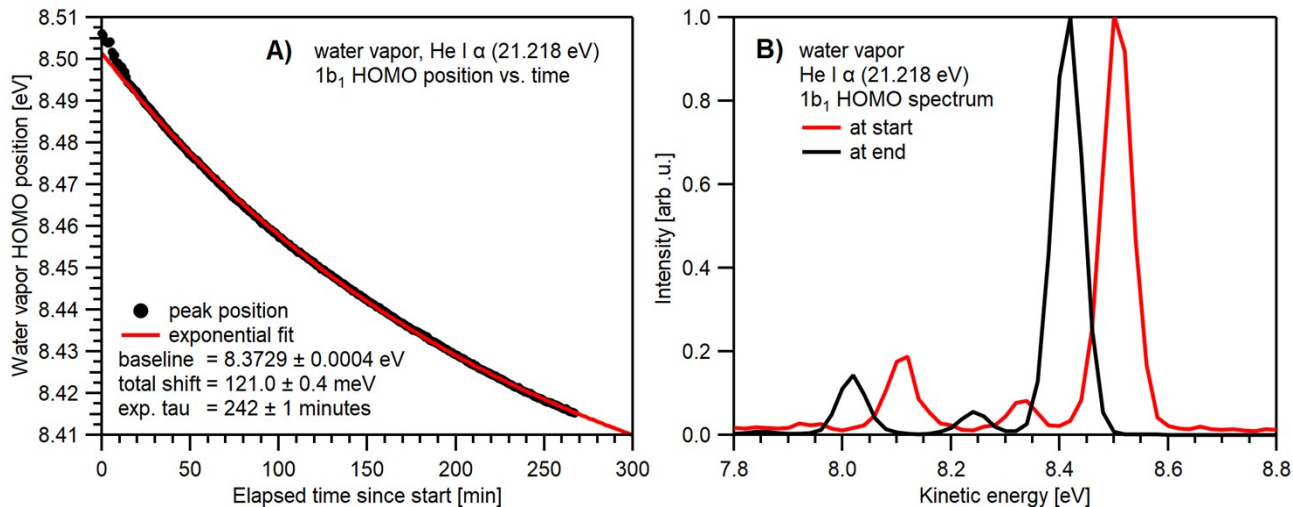 A) water vapor, He I α (21.218 eV)
1b₁ HOMO position vs. time
Water vapor HOMO position [eV]
8.51
8.50
8.49
8.48
8.47
8.46
8.45
8.44
8.43
8.42
8.41
peak position
exponential fit
baseline = 8.3729 ± 0.0004 eV
total shift = 121.0 ± 0.4 meV
exp. tau = 242 ± 1 minutes
0 50 100 150 200 250 300
Elapsed time since start [min]
B) water vapor
He I α (21.218 eV)
1b₁ HOMO spectrum
at start
at end
Intensity [arb .u.]
1.0
0.8
0.6
0.4
0.2
0.0
7.8 8.0 8.2 8.4 8.6 8.8
Kinetic energy [eV]